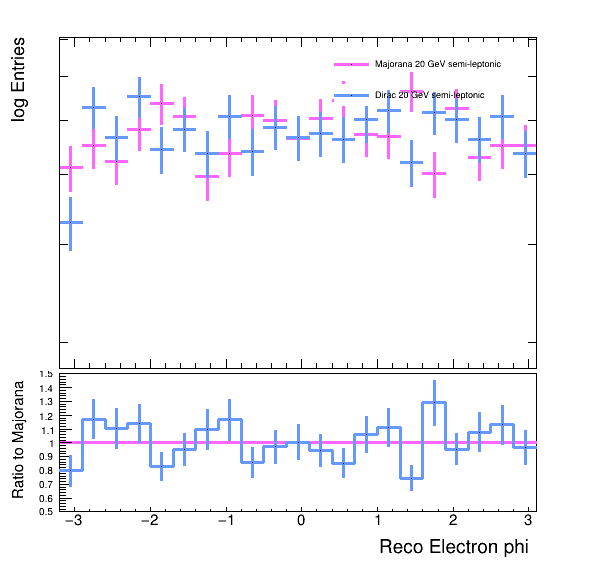 log Entries
Majorana 20 GeV semi-leptonic
Dirac 20 GeV semi-leptonic
Ratio to Majorana
1.5
1.4
1.3
1.2
1.1
1
0.9
0.8
0.7
0.6
0.5
−3 −2 −1 0 1 2 3
Reco Electron phi